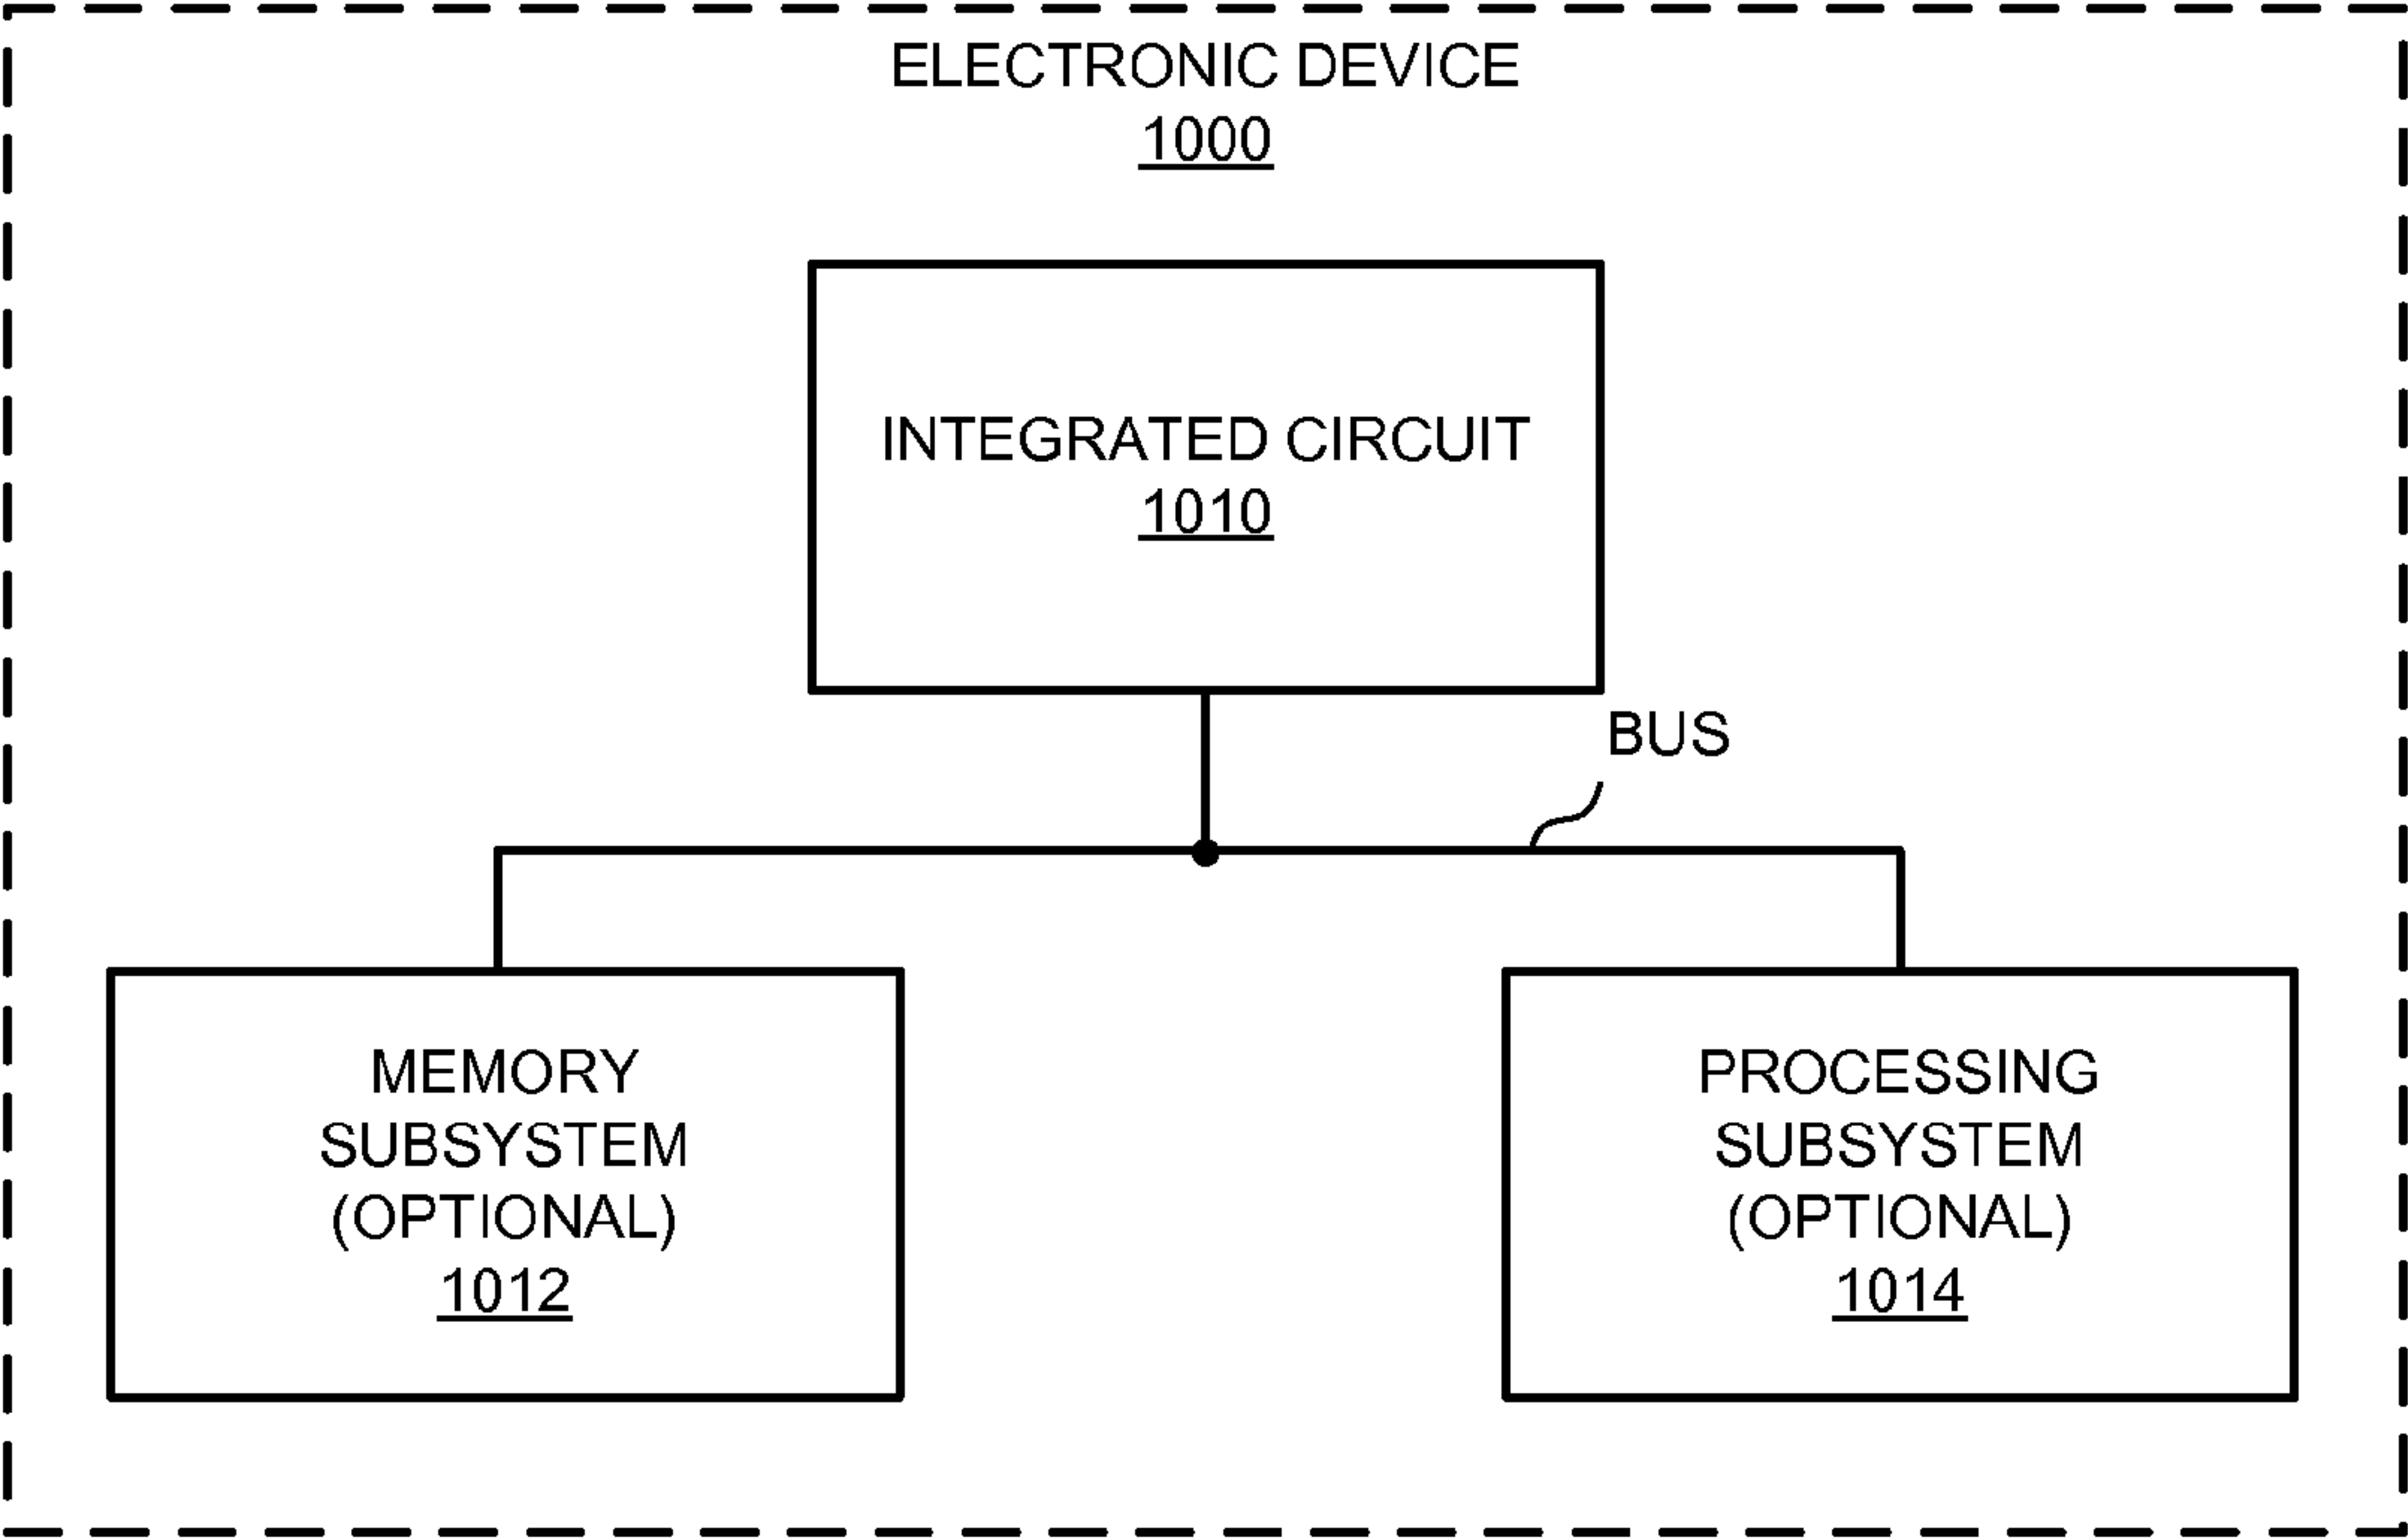 ELECTRONIC DEVICE
1000
INTEGRATED CIRCUIT
1010
BUS
MEMORY
SUBSYSTEM
(OPTIONAL)
1012
PROCESSING
SUBSYSTEM
(OPTIONAL)
1014